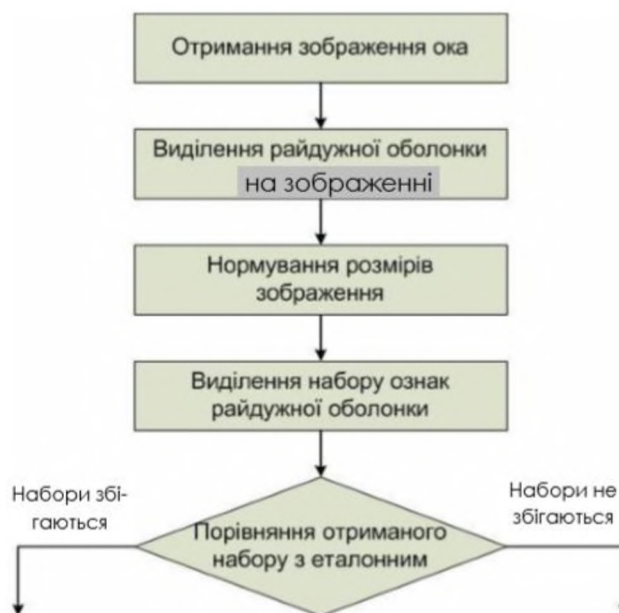 Отримання зображення ока
Виділення райдужної оболонки
на зображенні
Нормування розмірів
зображення
Виділення набору ознак
райдужної оболонки
Набори збі-
гаються
Набори не
збігаються
Порівняння отриманого
набору з еталонним